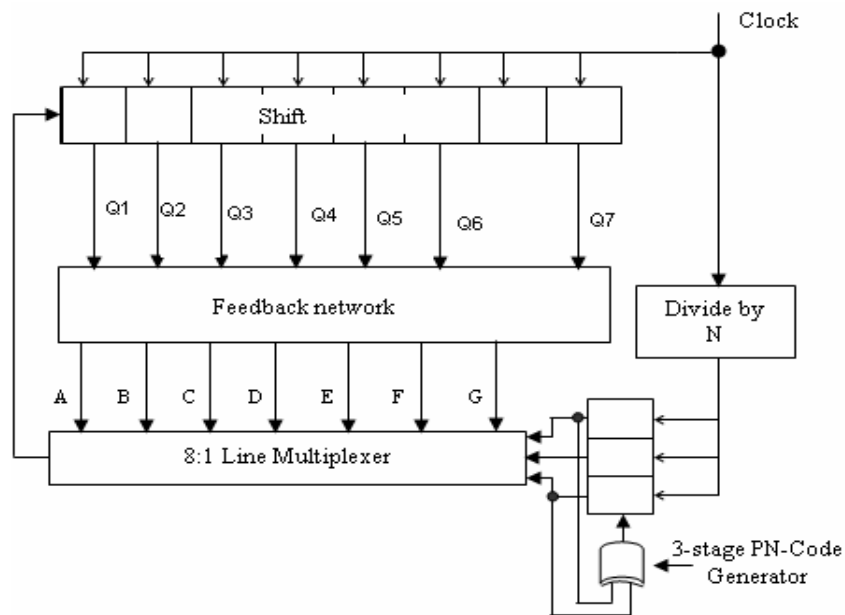 Clock
Shift
Q1 Q2 Q3 Q4 Q5 Q6 Q7
Feedback network
Divide by
N
A B C D E F G
8:1 Line Multiplexer
3-stage PN-Code
Generator